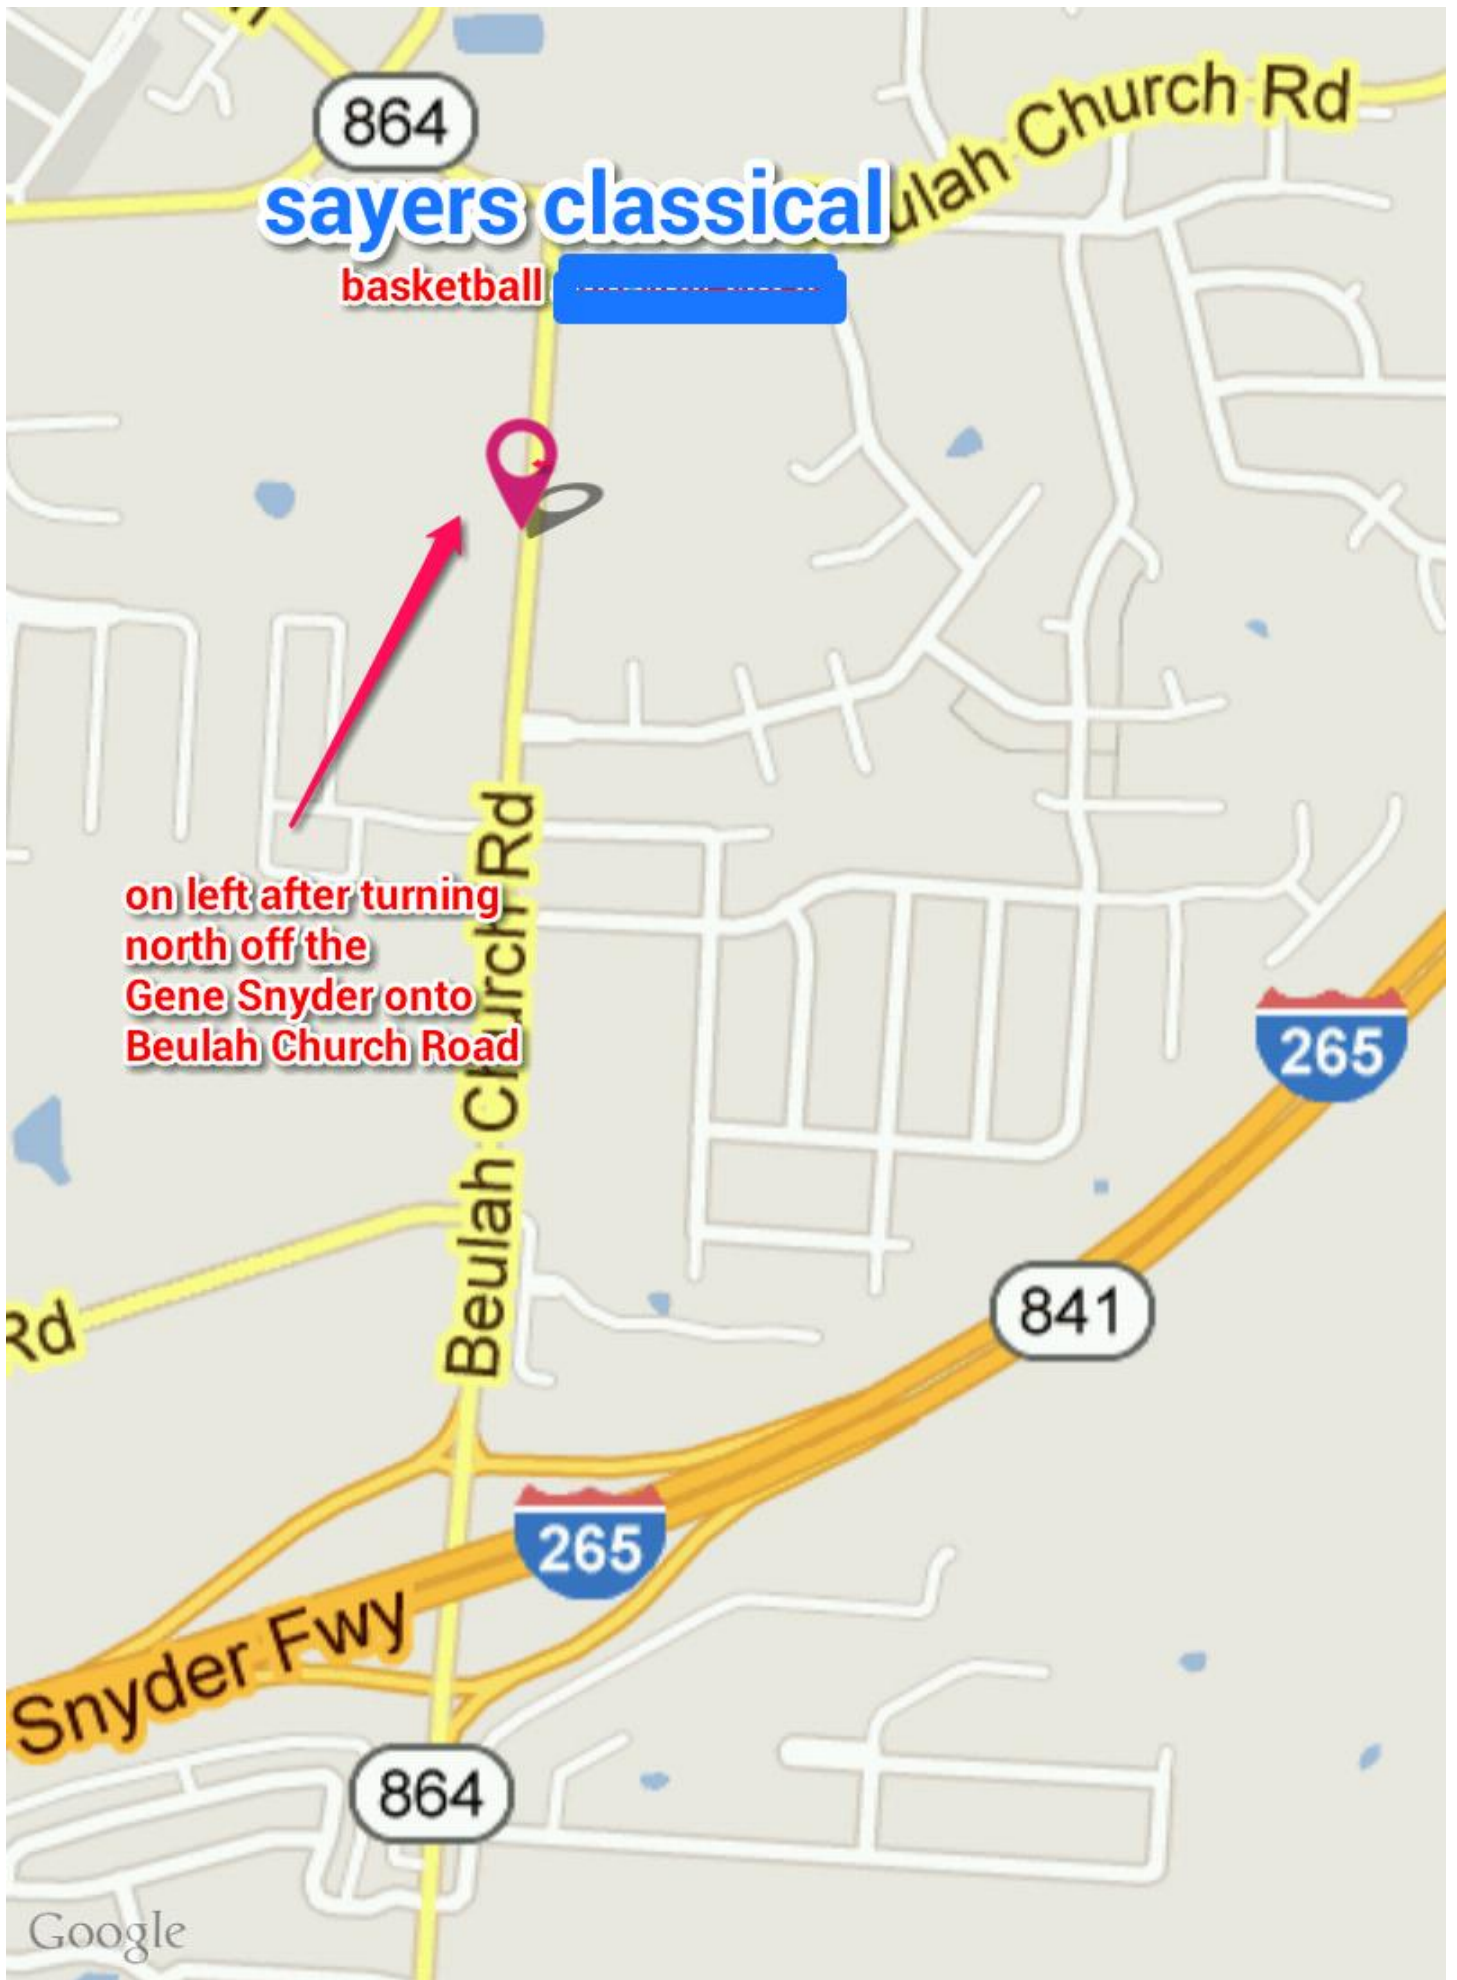 864
Church Rd
sayers classical
ulah
basketball
on left after turning
north off the
Gene Snyder onto
Beulah Church Road
Beulah Church Rd
265
841
Rd
265
Snyder Fwy
864
Google